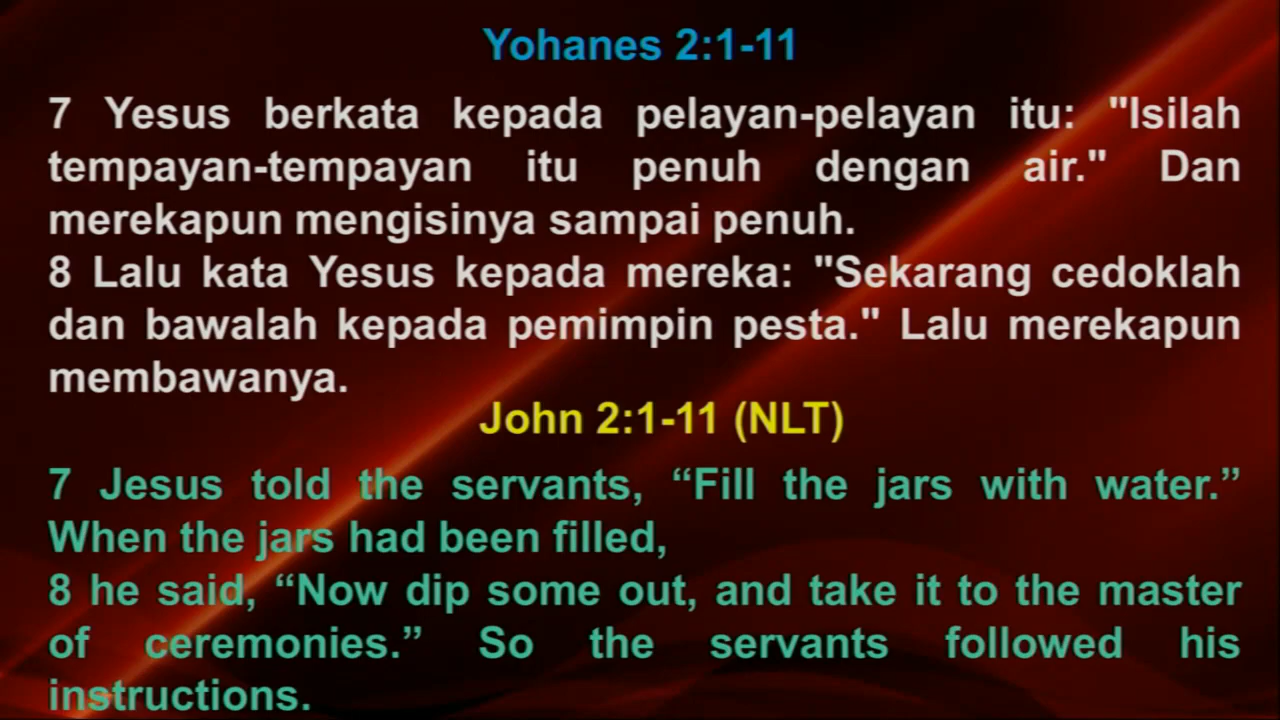 Yohanes 2:1-11
7 Yesus berkata kepada pelayan-pelayan itu: "Isilah
tempayan-tempayan itu penuh dengan air." Dan
merekapun mengisinya sampai penuh.
8 Lalu kata Yesus kepada mereka: "Sekarang cedoklah
dan bawalah kepada pemimpin pesta." Lalu merekapun
membawanya.
John 2:1-11 (NLT)
7 Jesus told the servants, “Fill the jars with water.”
When the jars had been filled,
8 he said, “Now dip some out, and take it to the master
of ceremonies.” So the servants followed his
instructions.